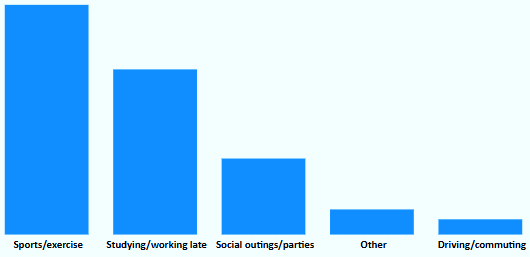 Sports/exercise
Studying/working late
Social outings/parties
Other
Driving/commuting